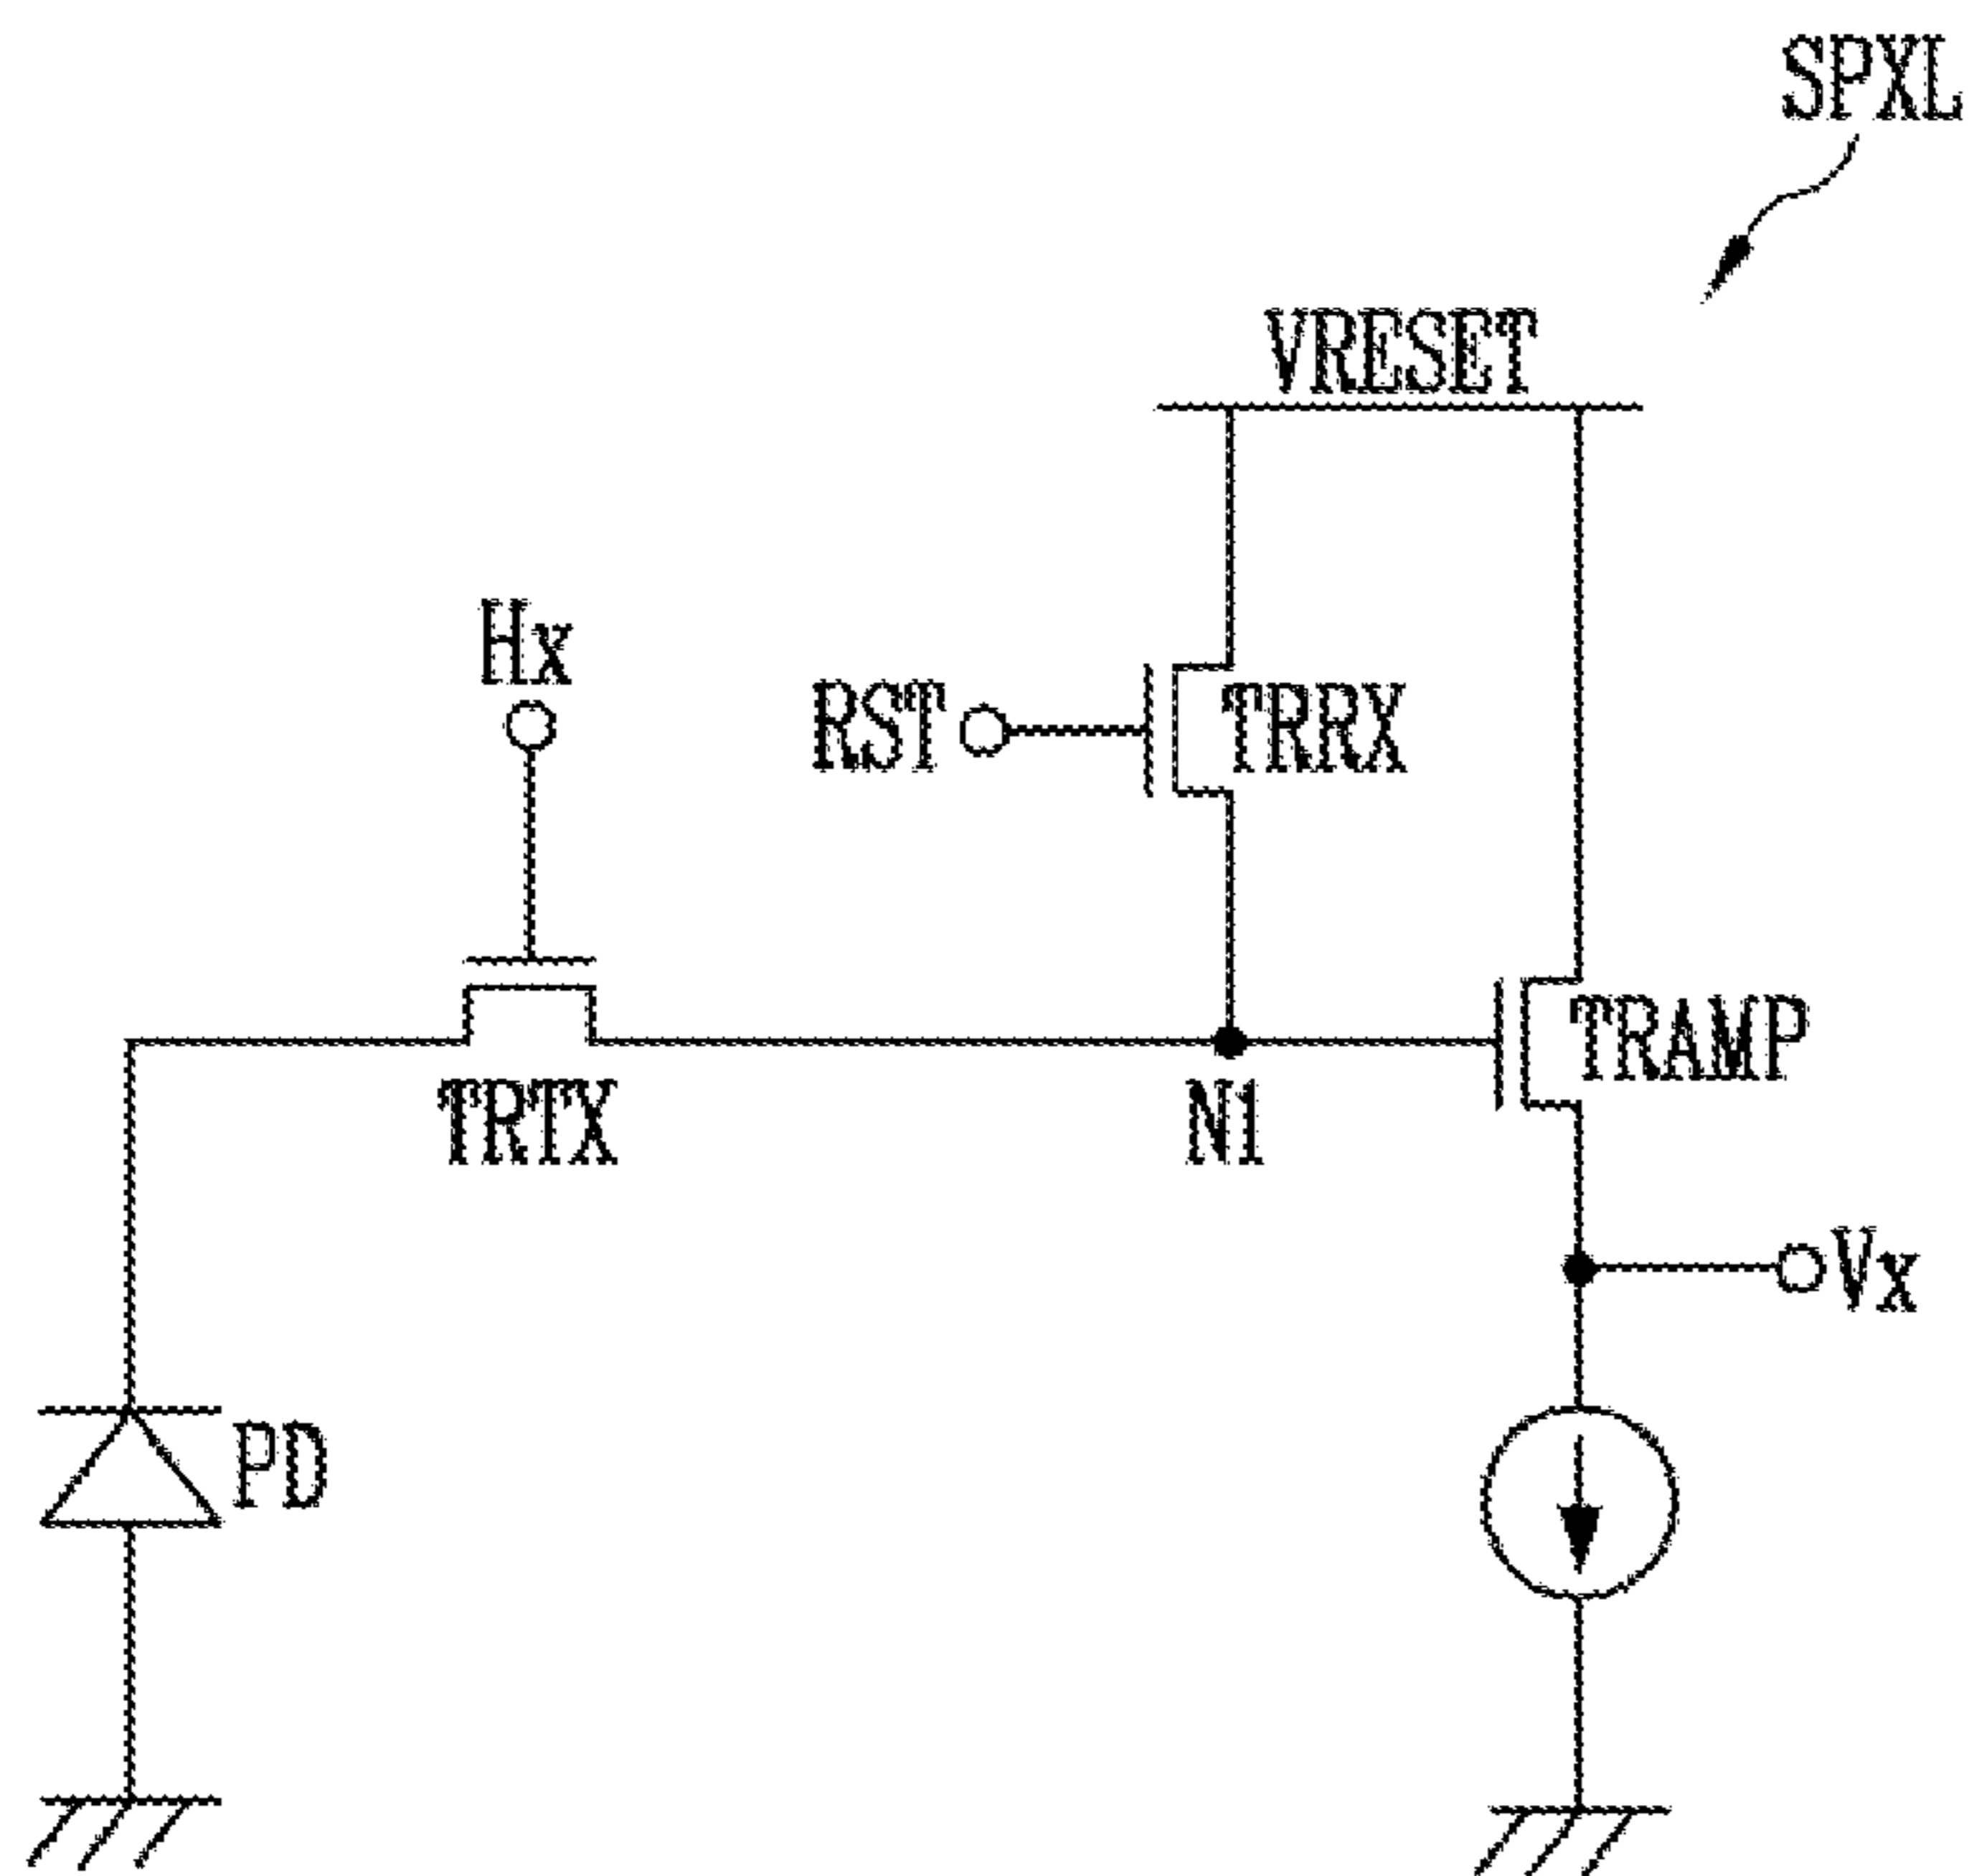 SPXL
VRESET
Hx
RST
TRRX
TRAMP
TRTX
N1
Vx
PD